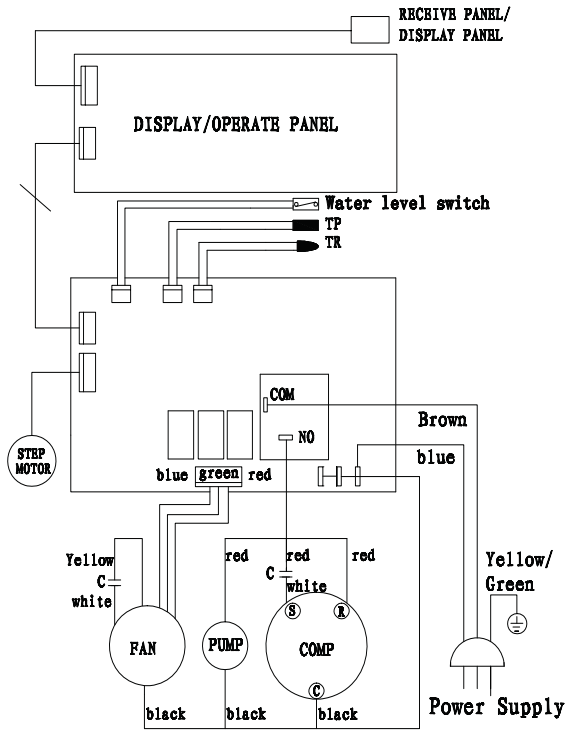 RECEIVE PANEL/
DISPLAY PANEL
DISPLAY/OPERATE PANEL
Water level switch
TP
TR
COM
NO
Brown
blue
STEP
MOTOR
blue green red
Yellow
C
white
red red red
C
white
Yellow/
Green
S R
FAN PUMP COMP
C
black black black
Power Supply